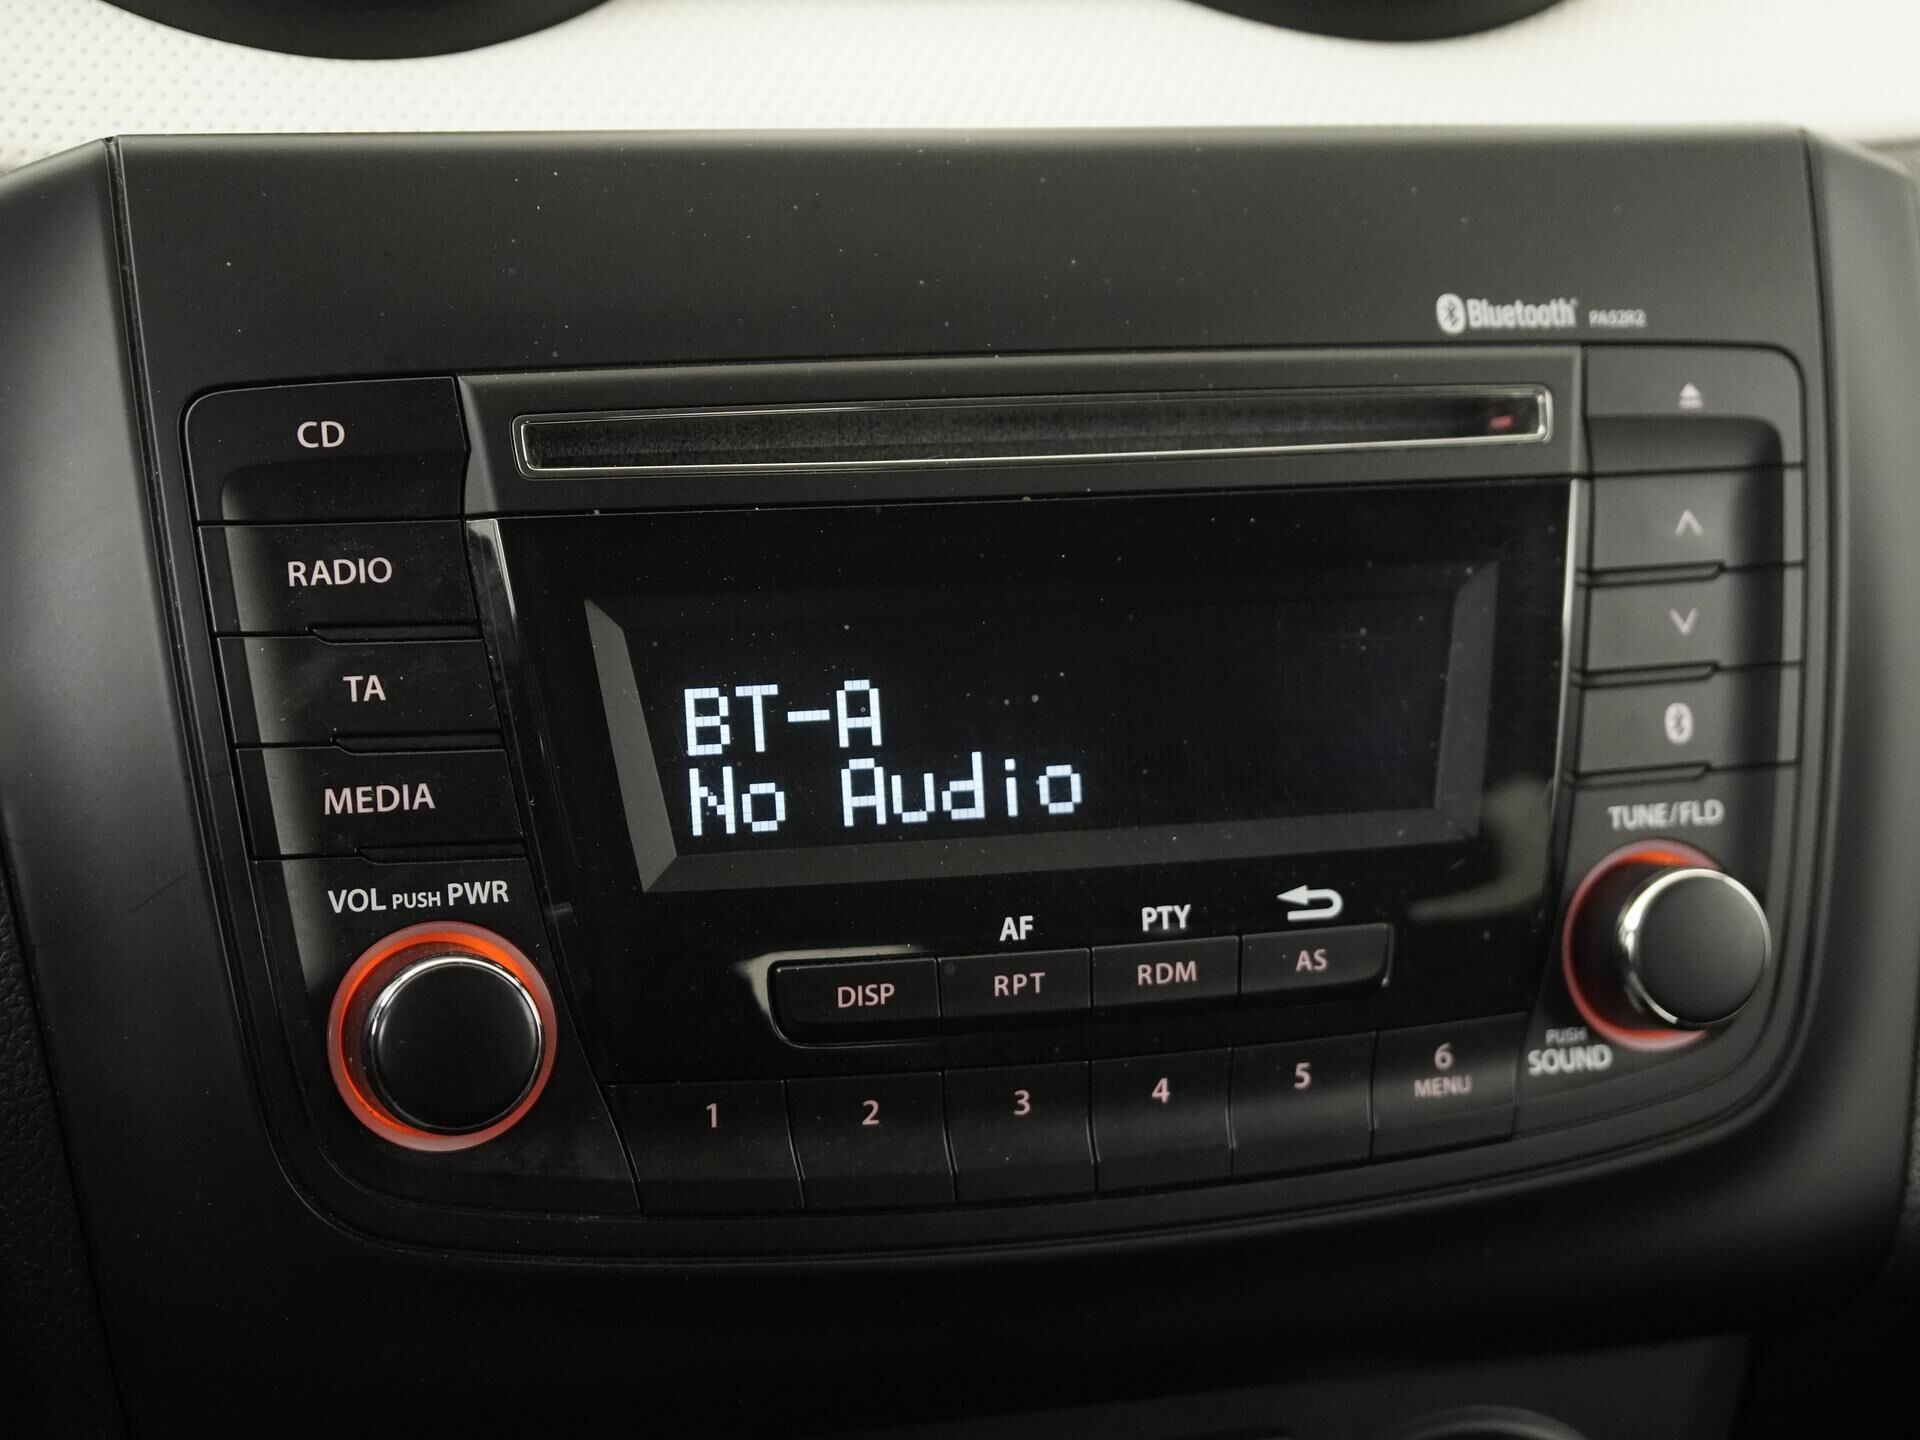 Bluetooth® PA52R2
CD
RADIO
TA
MEDIA
VOL PUSH PWR
BT-A
No Audio
TUNE/FLD
AF PTY
DISP RPT RDM AS
PUSH
SOUND
1 2 3 4 5 6
MENU